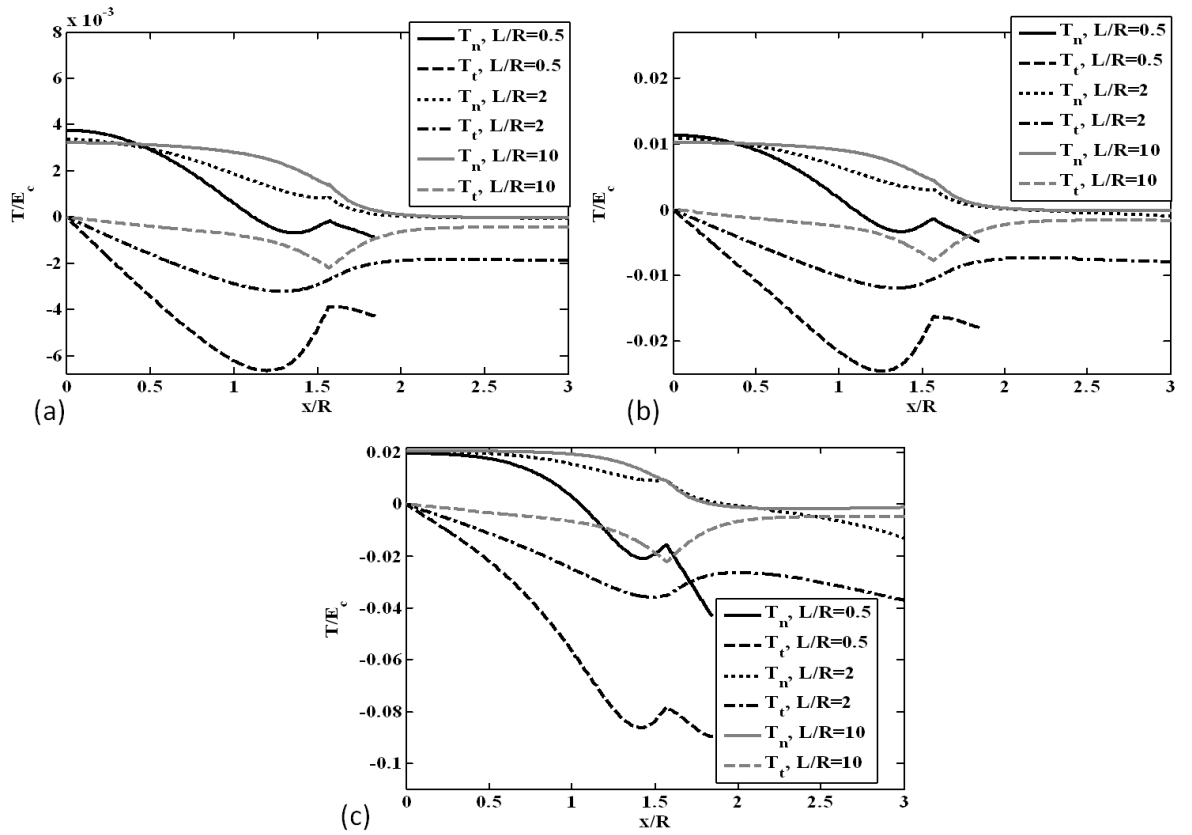 x 10⁻³
8
6
4
2
0
-2
-4
-6
T/E_c
0 0.5 1 1.5 2 2.5 3
x/R
T_n, L/R=0.5
T_t, L/R=0.5
T_n, L/R=2
T_t, L/R=2
T_n, L/R=10
T_t, L/R=10
(a)
0.02
0.01
0
-0.01
-0.02
T/E_c
0 0.5 1 1.5 2 2.5 3
x/R
T_n, L/R=0.5
T_t, L/R=0.5
T_n, L/R=2
T_t, L/R=2
T_n, L/R=10
T_t, L/R=10
(b)
0.02
0
-0.02
-0.04
-0.06
-0.08
-0.1
T/E_c
0 0.5 1 1.5 2 2.5 3
x/R
T_n, L/R=0.5
T_t, L/R=0.5
T_n, L/R=2
T_t, L/R=2
T_n, L/R=10
T_t, L/R=10
(c)